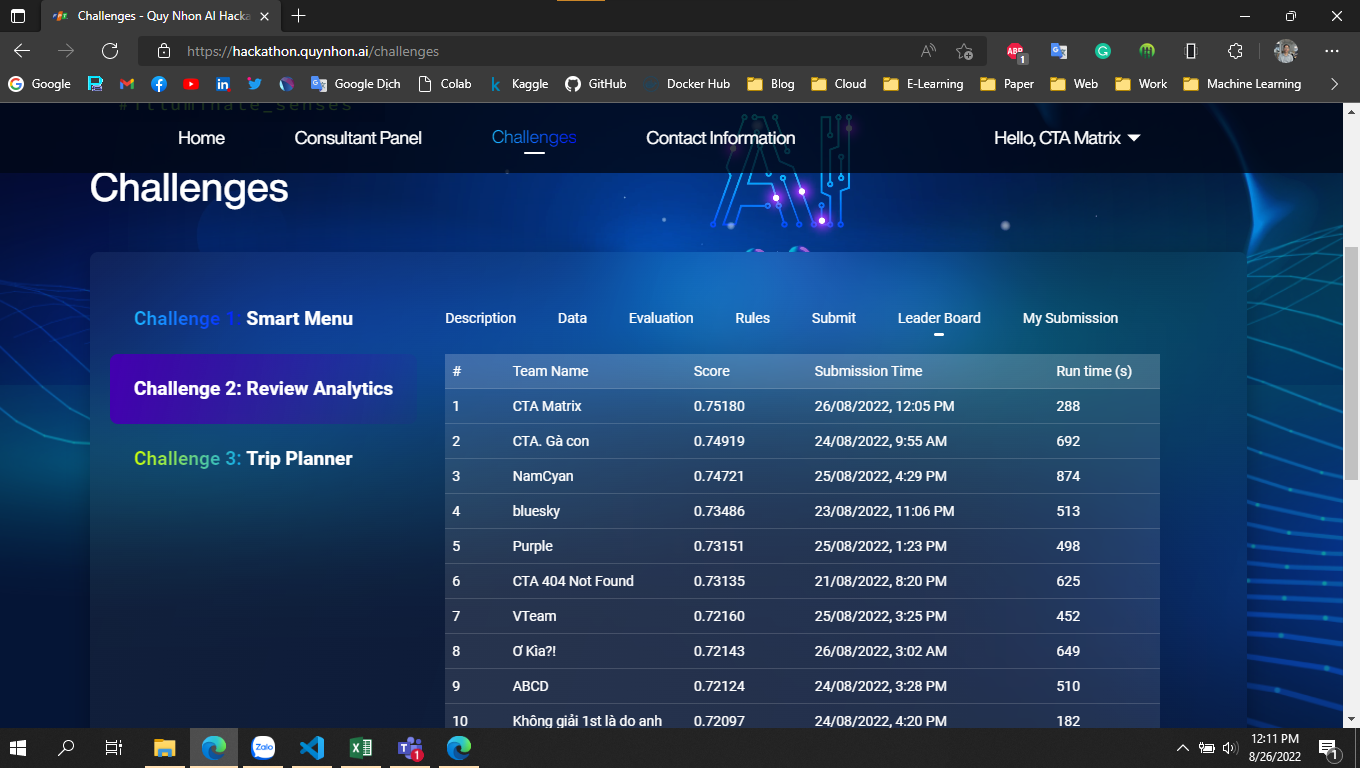 Challenges - Quy Nhon AI Hacka
https://hackathon.quynhon.ai/challenges
ABP
1
Google
Google Dịch
Colab
Kaggle
GitHub
Docker Hub
Blog
Cloud
E-Learning
Paper
Web
Work
Machine Learning
#illuminate_senses
Home
Consultant Panel
Challenges
Contact Information
Hello, CTA Matrix
Challenges
AI
Challenge 1: Smart Menu
Challenge 2: Review Analytics
Challenge 3: Trip Planner
Description Data Evaluation Rules Submit Leader Board My Submission
# Team Name Score Submission Time Run time (s)
1 CTA Matrix 0.75180 26/08/2022, 12:05 PM 288
2 CTA. Gà con 0.74919 24/08/2022, 9:55 AM 692
3 NamCyan 0.74721 25/08/2022, 4:29 PM 874
4 bluesky 0.73486 23/08/2022, 11:06 PM 513
5 Purple 0.73151 25/08/2022, 1:23 PM 498
6 CTA 404 Not Found 0.73135 21/08/2022, 8:20 PM 625
7 VTeam 0.72160 25/08/2022, 3:25 PM 452
8 Ơ Kìa?! 0.72143 26/08/2022, 3:02 AM 649
9 ABCD 0.72124 24/08/2022, 3:28 PM 510
10 Không giải 1st là do anh 0.72097 24/08/2022, 4:20 PM 182
Zalo
1
12:11 PM
8/26/2022
1